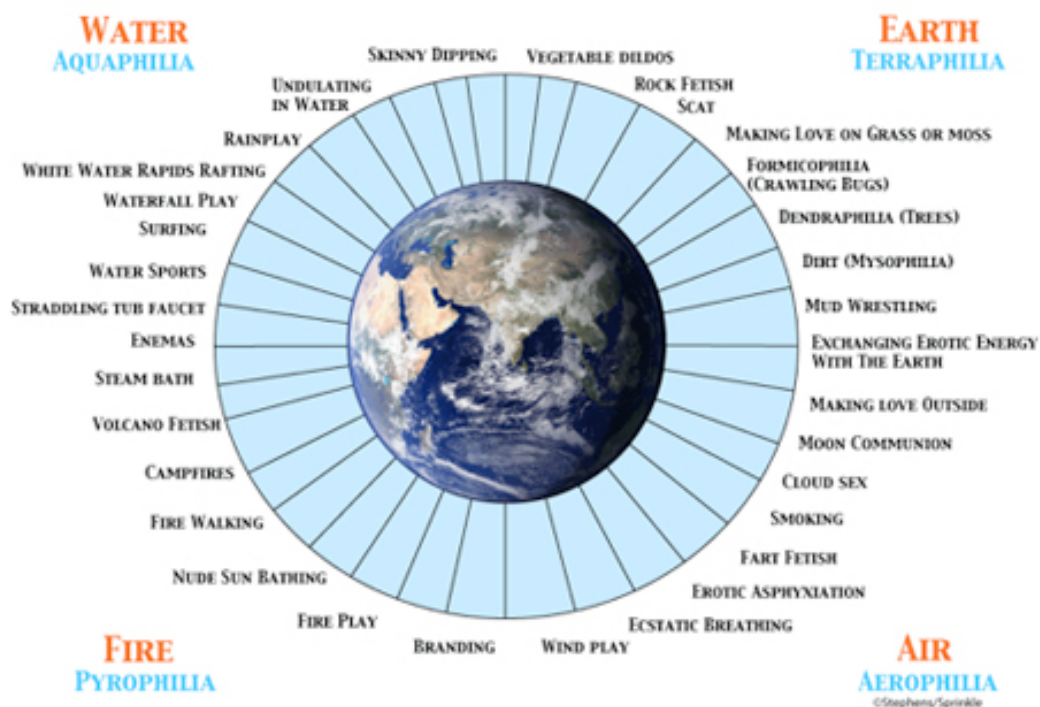 WATER
AQUAPHILIA
EARTH
TERRAPHILIA
SKINNY DIPPING
UNDULATING
IN WATER
RAINPLAY
WHITE WATER RAPIDS RAFTING
WATERFALL PLAY
SURFING
WATER SPORTS
STRADDLING TUB FAUCET
ENEMAS
STEAM BATH
VOLCANO FETISH
CAMPFIRES
FIRE WALKING
NUDE SUN BATHING
FIRE PLAY
BRANDING
VEGETABLE DILDOS
ROCK FETISH
SCAT
MAKING LOVE ON GRASS OR MOSS
FORMICOPHILIA
(CRAWLING BUGS)
DENDRAPHILIA (TREES)
DIRT (MYSOPHILIA)
MUD WRESTLING
EXCHANGING EROTIC ENERGY
WITH THE EARTH
MAKING LOVE OUTSIDE
MOON COMMUNION
CLOUD SEX
SMOKING
FART FETISH
EROTIC ASPHYXIATION
ECSTATIC BREATHING
WIND PLAY
FIRE
PYROPHILIA
AIR
AEROPHILIA
©Stephens/Sprinkle